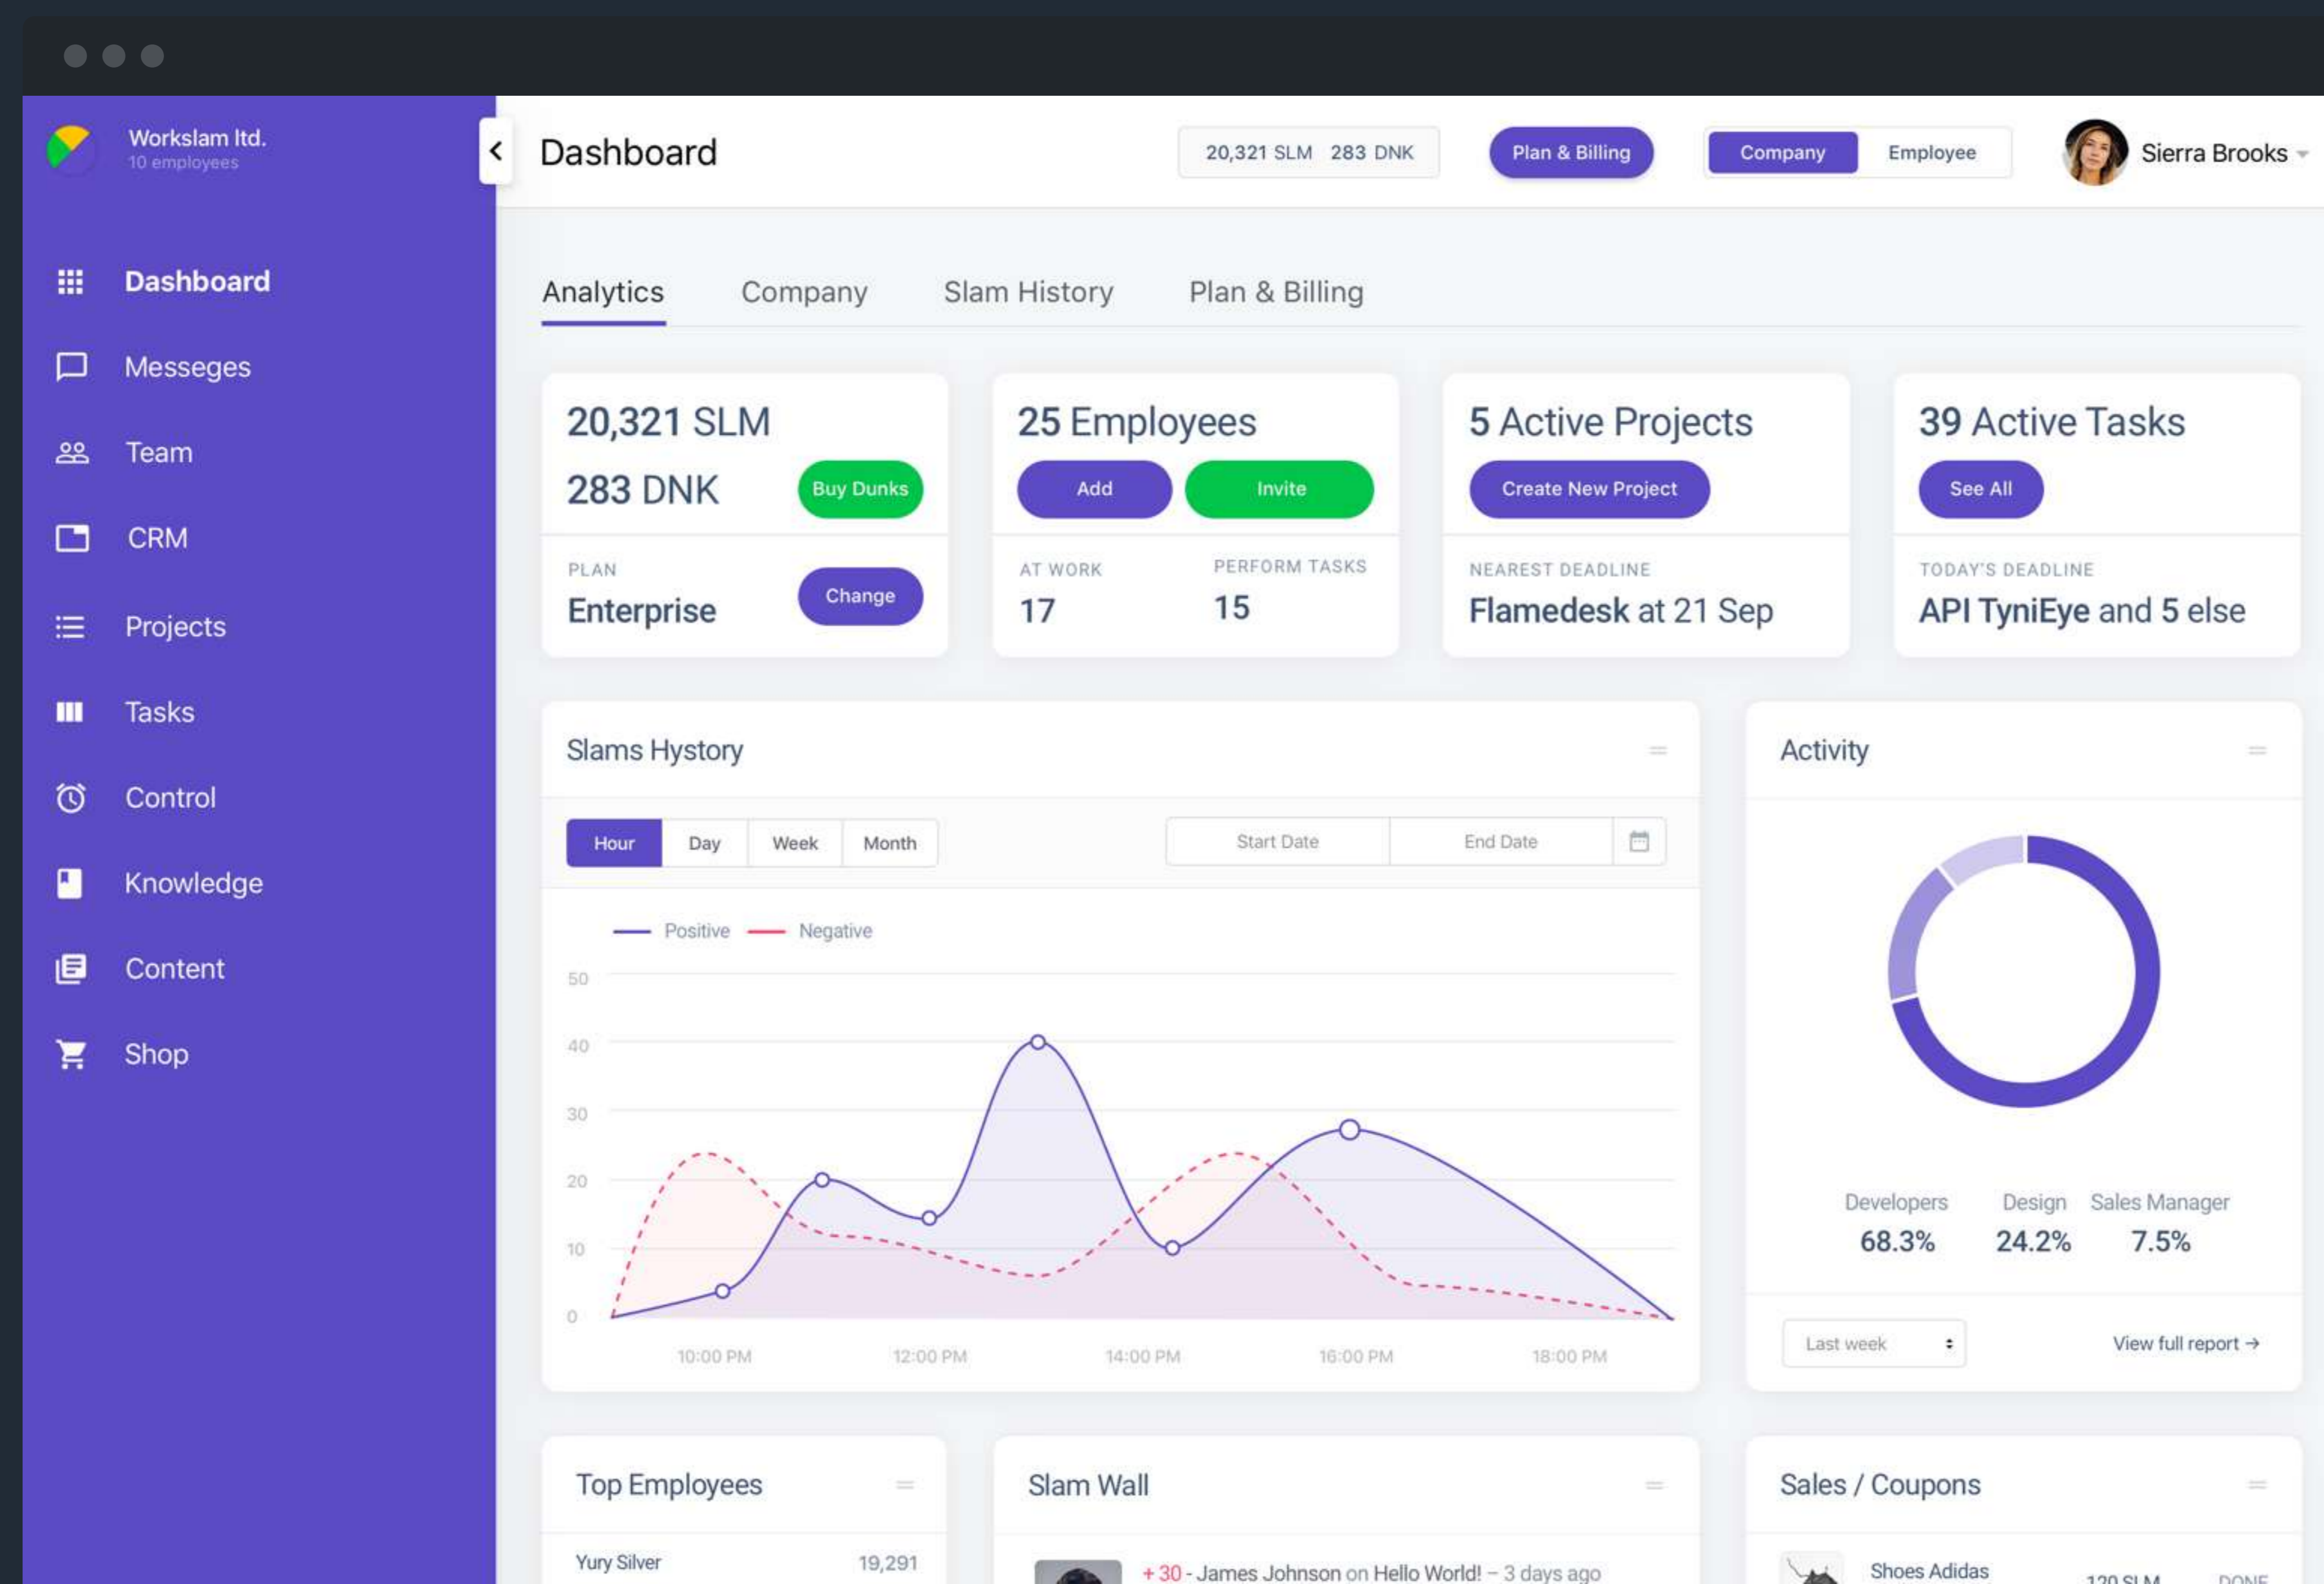 Workslam ltd.
10 employees
Dashboard
20,321 SLM 283 DNK
Plan & Billing
Company
Employee
Sierra Brooks
Dashboard
Messeges
Team
CRM
Projects
Tasks
Control
Knowledge
Content
Shop
Analytics
Company
Slam History
Plan & Billing
20,321 SLM
283 DNK
Buy Dunks
PLAN
Enterprise
Change
25 Employees
Add
Invite
AT WORK
17
PERFORM TASKS
15
5 Active Projects
Create New Project
NEAREST DEADLINE
Flamedesk at 21 Sep
39 Active Tasks
See All
TODAY'S DEADLINE
API TyniEye and 5 else
Slams Hystory
Hour
Day
Week
Month
Start Date
End Date
Positive
Negative
50
40
30
20
10
0
10:00 PM
12:00 PM
14:00 PM
16:00 PM
18:00 PM
Activity
Developers
68.3%
Design
24.2%
Sales Manager
7.5%
Last week
View full report →
Top Employees
Yury Silver
19,291
Slam Wall
+ 30 - James Johnson on Hello World! – 3 days ago
Sales / Coupons
Shoes Adidas
120 SLM
DONE